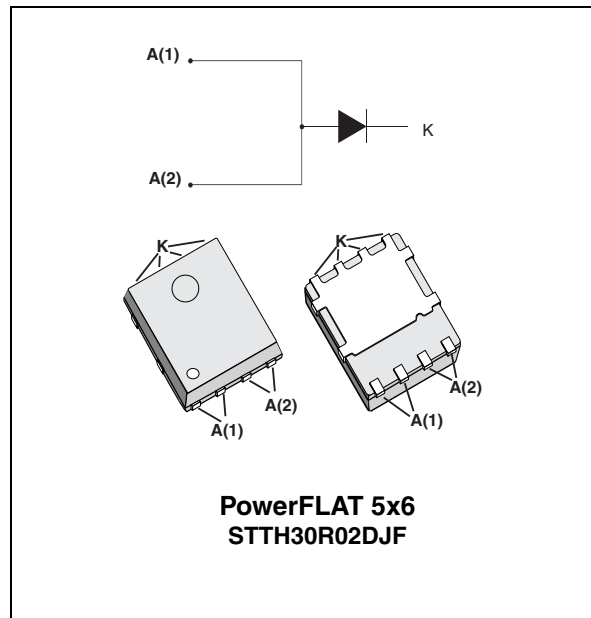 A(1)
K
A(2)
K
K
A(2)
A(1)
A(2)
A(1)
PowerFLAT 5x6
STTH30R02DJF